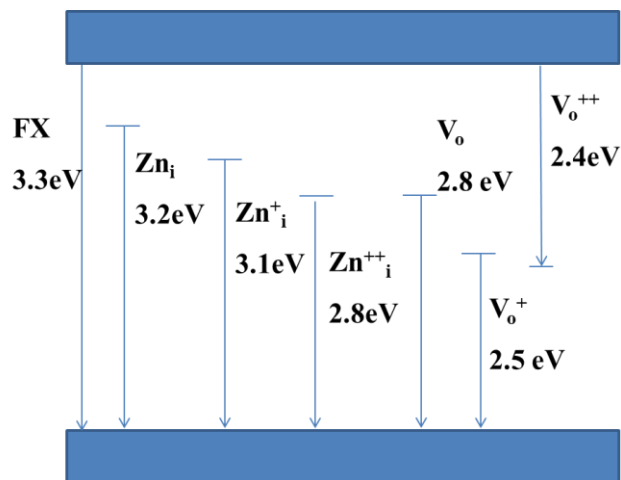 FX
3.3eV
Znᵢ
3.2eV
Zn⁺ᵢ
3.1eV
Zn⁺⁺ᵢ
2.8eV
Vₒ
2.8 eV
Vₒ⁺
2.5 eV
Vₒ⁺⁺
2.4eV